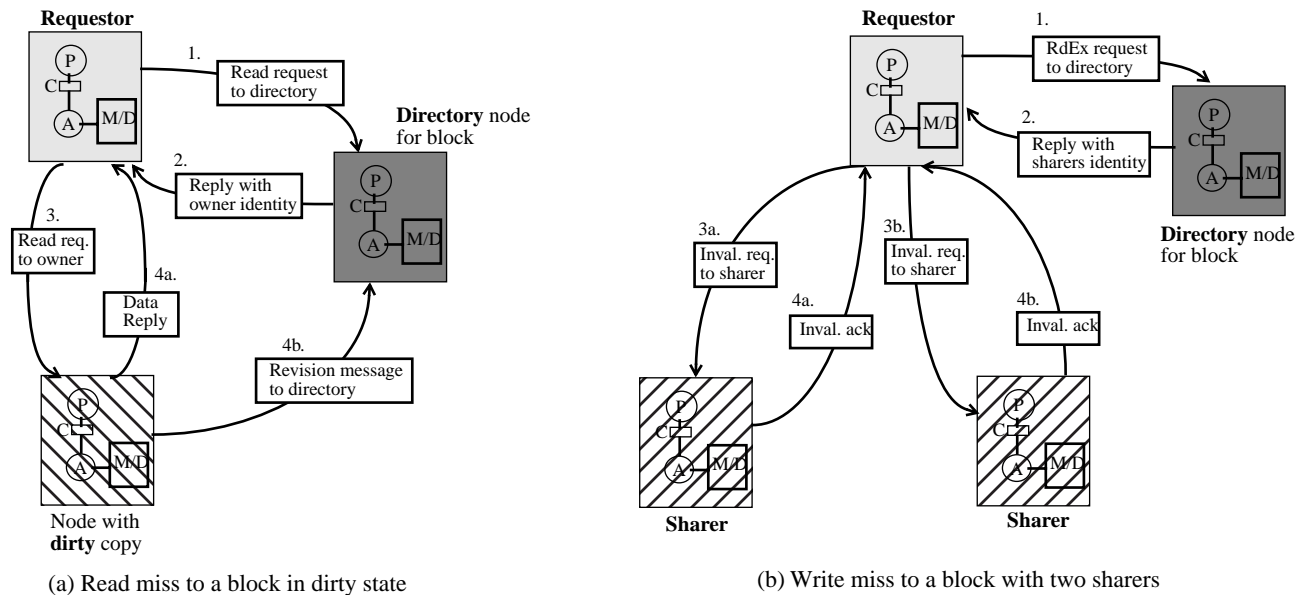 Requestor
P
C
A
M/D
1.
Read request
to directory
Directory node
for block
P
C
A
M/D
2.
Reply with
owner identity
3.
Read req.
to owner
4a.
Data
Reply
4b.
Revision message
to directory
P
C
A
M/D
Node with
dirty copy
(a) Read miss to a block in dirty state
Requestor
P
C
A
M/D
1.
RdEx request
to directory
2.
Reply with
sharers identity
P
C
A
M/D
Directory node
for block
3a.
Inval. req.
to sharer
3b.
Inval. req.
to sharer
4a.
Inval. ack
4b.
Inval. ack
P
C
A
M/D
Sharer
P
C
A
M/D
Sharer
(b) Write miss to a block with two sharers